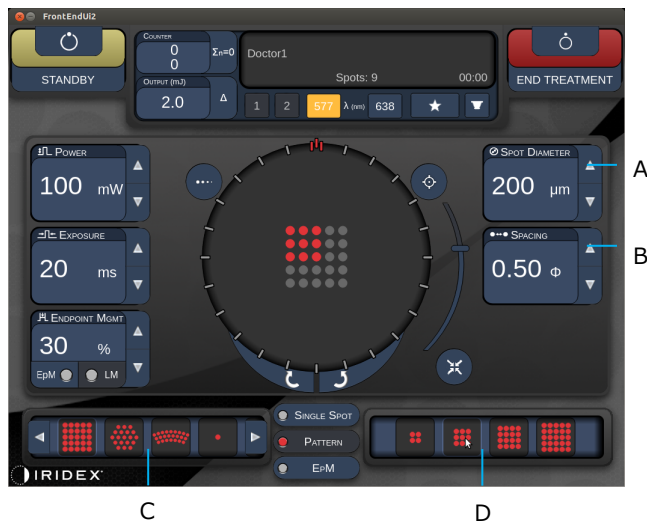 FrontEndUi2
STANDBY
COUNTER
0
0
Σn=0
OUTPUT (mJ)
2.0
Δ
Doctor1
Spots: 9
00:00
1
2
577
λ (nm)
638
END TREATMENT
POWER
100 mW
EXPOSURE
20 ms
ENDPOINT MGMT
30 %
EpM
LM
SPOT DIAMETER
200 μm
A
SPACING
0.50 Φ
B
SINGLE SPOT
PATTERN
EPM
IRIDEX
C
D